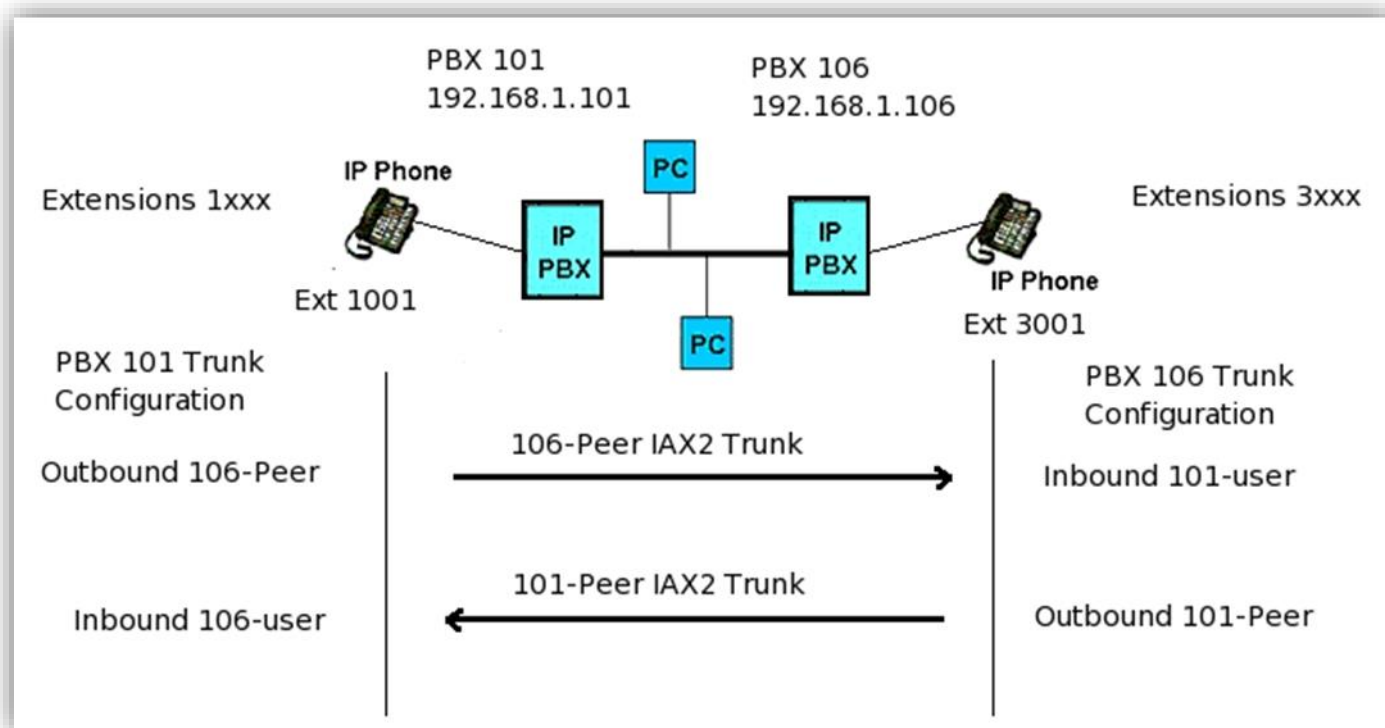 PBX 101
192.168.1.101
PBX 106
192.168.1.106
PC
IP Phone
Extensions 1xxx
Extensions 3xxx
IP
PBX
IP
PBX
IP Phone
Ext 1001
Ext 3001
PC
PBX 101 Trunk
Configuration
PBX 106 Trunk
Configuration
106-Peer IAX2 Trunk
Outbound 106-Peer
Inbound 101-user
101-Peer IAX2 Trunk
Inbound 106-user
Outbound 101-Peer